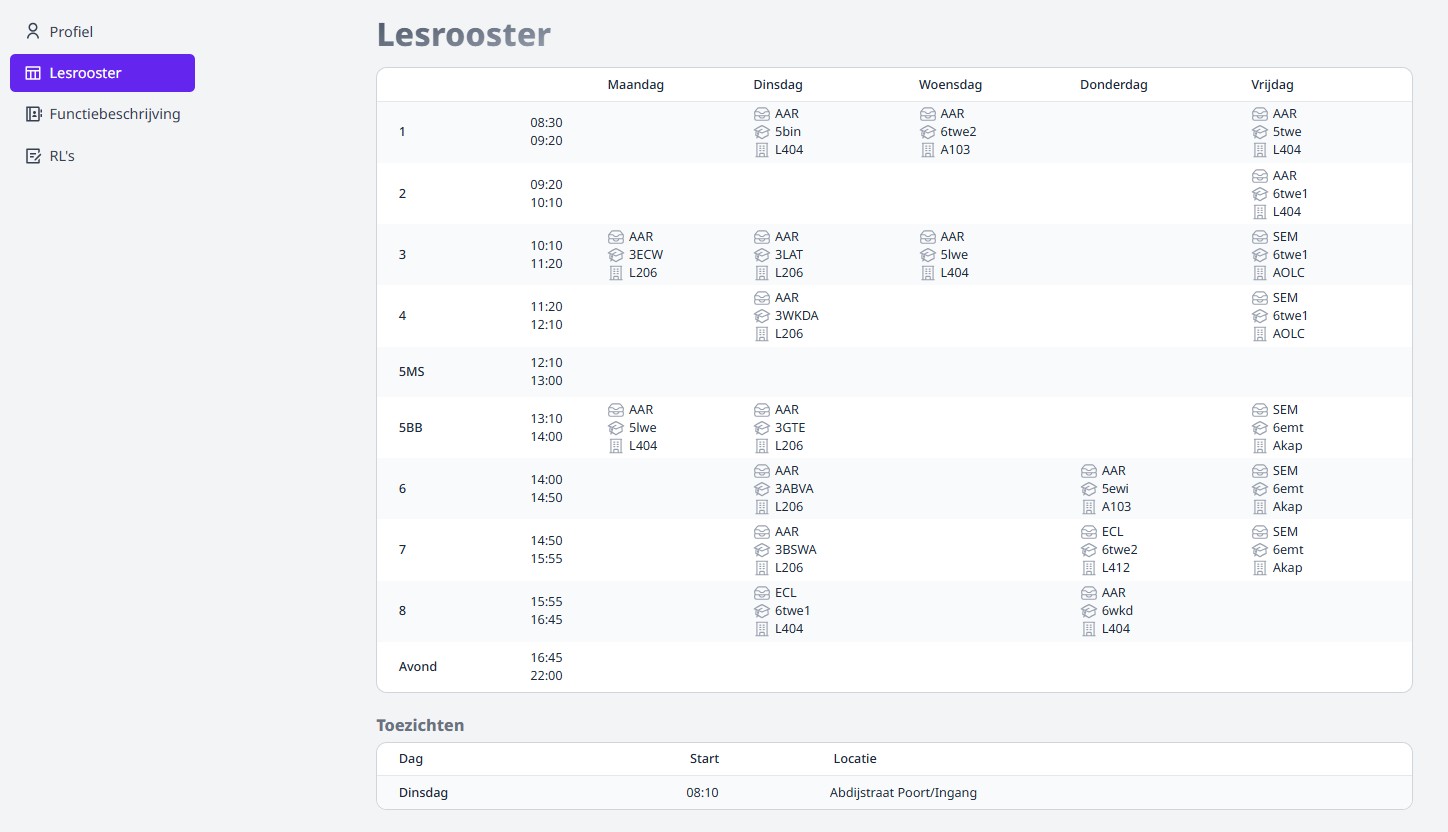 Profiel
Lesrooster
Functiebeschrijving
RL's
Lesrooster
Maandag Dinsdag Woensdag Donderdag Vrijdag
1
08:30
09:20
AAR
5bin
L404
AAR
6twe2
A103
AAR
5twe
L404
2
09:20
10:10
AAR
6twe1
L404
3
10:10
11:20
AAR
3ECW
L206
AAR
3LAT
L206
AAR
5lwe
L404
SEM
6twe1
AOLC
4
11:20
12:10
AAR
3WKDA
L206
SEM
6twe1
AOLC
5MS
12:10
13:00
5BB
13:10
14:00
AAR
5lwe
L404
AAR
3GTE
L206
SEM
6emt
Akap
6
14:00
14:50
AAR
3ABVA
L206
AAR
5ewi
A103
SEM
6emt
Akap
7
14:50
15:55
AAR
3BSWA
L206
ECL
6twe2
L412
SEM
6emt
Akap
8
15:55
16:45
ECL
6twe1
L404
AAR
6wkd
L404
Avond
16:45
22:00
Toezichten
Dag Start Locatie
Dinsdag 08:10 Abdijstraat Poort/Ingang